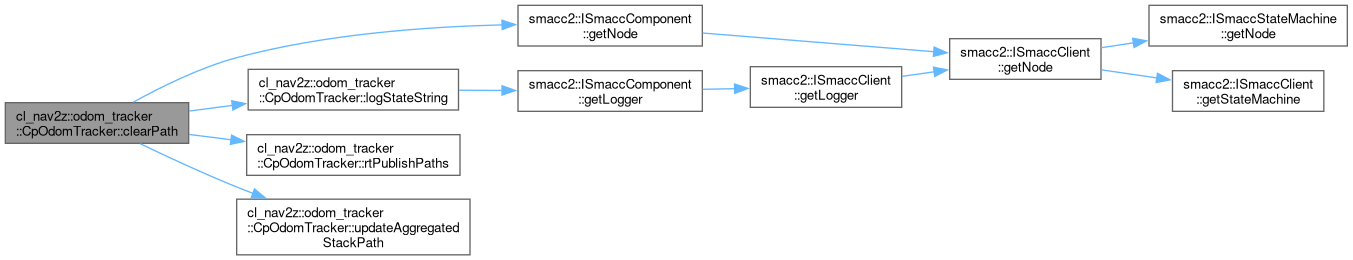 cl_nav2z::odom_tracker
::CpOdomTracker::clearPath
smacc2::ISmaccComponent
::getNode
cl_nav2z::odom_tracker
::CpOdomTracker::logStateString
smacc2::ISmaccComponent
::getLogger
cl_nav2z::odom_tracker
::CpOdomTracker::rtPublishPaths
cl_nav2z::odom_tracker
::CpOdomTracker::updateAggregated
StackPath
smacc2::ISmaccClient
::getLogger
smacc2::ISmaccClient
::getNode
smacc2::ISmaccStateMachine
::getNode
smacc2::ISmaccClient
::getStateMachine